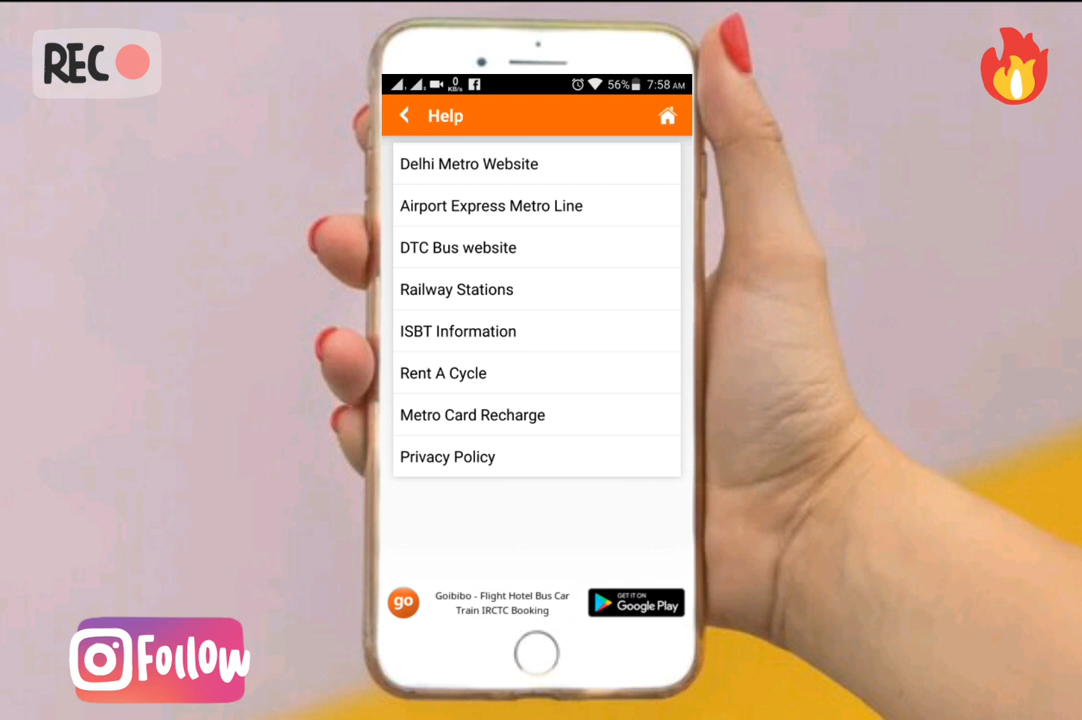 REC
0
KB/s
56%
7:58 AM
Help
Delhi Metro Website
Airport Express Metro Line
DTC Bus website
Railway Stations
ISBT Information
Rent A Cycle
Metro Card Recharge
Privacy Policy
go
Goibibo - Flight Hotel Bus Car
Train IRCTC Booking
GET IT ON
Google Play
Follow